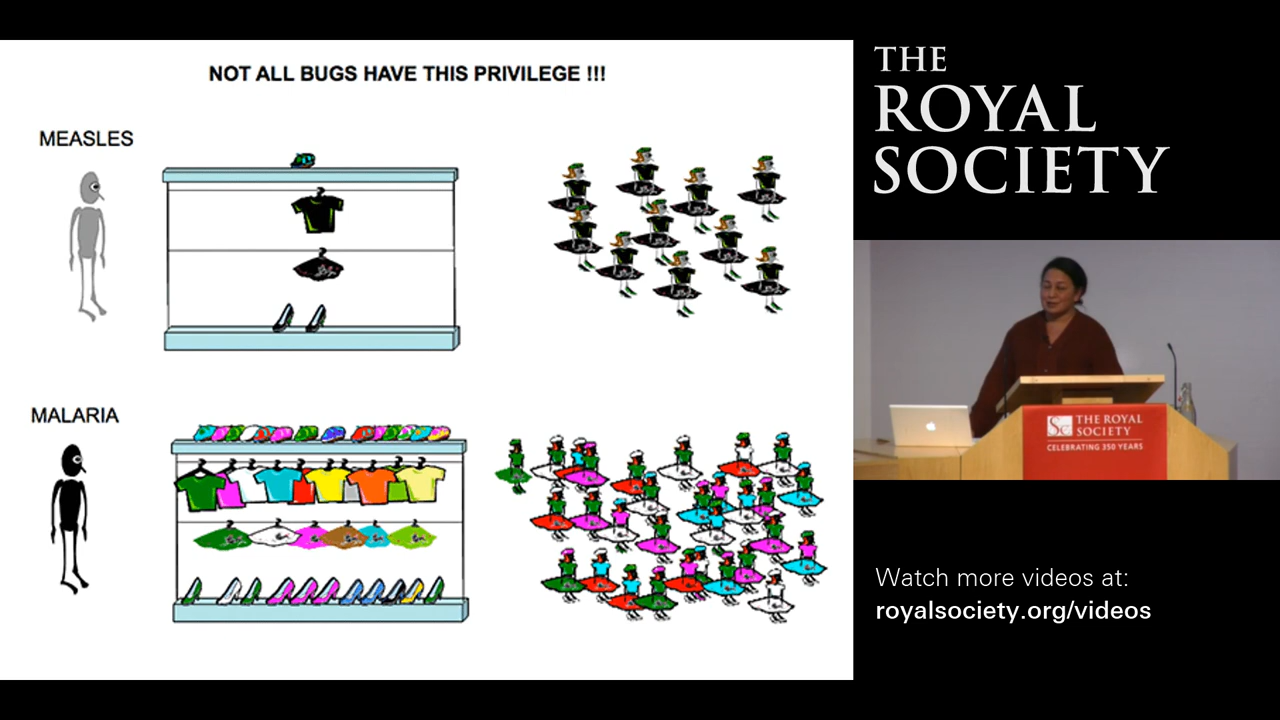 NOT ALL BUGS HAVE THIS PRIVILEGE !!!
MEASLES
MALARIA
THE
ROYAL
SOCIETY
THE ROYAL
SOCIETY
CELEBRATING 350 YEARS
Watch more videos at:
royalsociety.org/videos